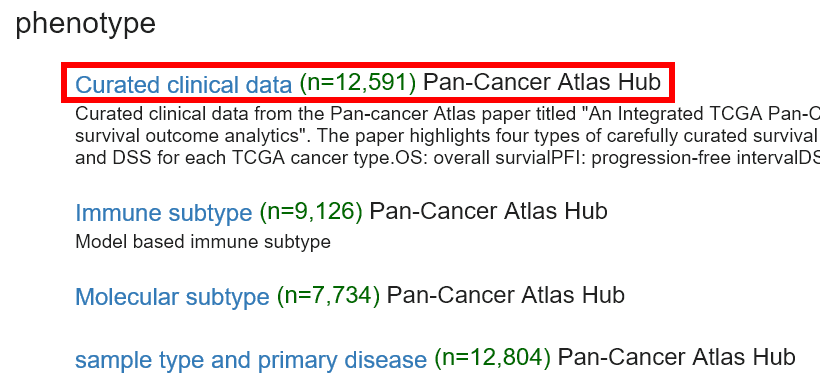 phenotype
Curated clinical data (n=12,591) Pan-Cancer Atlas Hub
Curated clinical data from the Pan-cancer Atlas paper titled "An Integrated TCGA Pan-C
survival outcome analytics". The paper highlights four types of carefully curated survival
and DSS for each TCGA cancer type.OS: overall survialPFI: progression-free intervalDS
Immune subtype (n=9,126) Pan-Cancer Atlas Hub
Model based immune subtype
Molecular subtype (n=7,734) Pan-Cancer Atlas Hub
sample type and primary disease (n=12,804) Pan-Cancer Atlas Hub